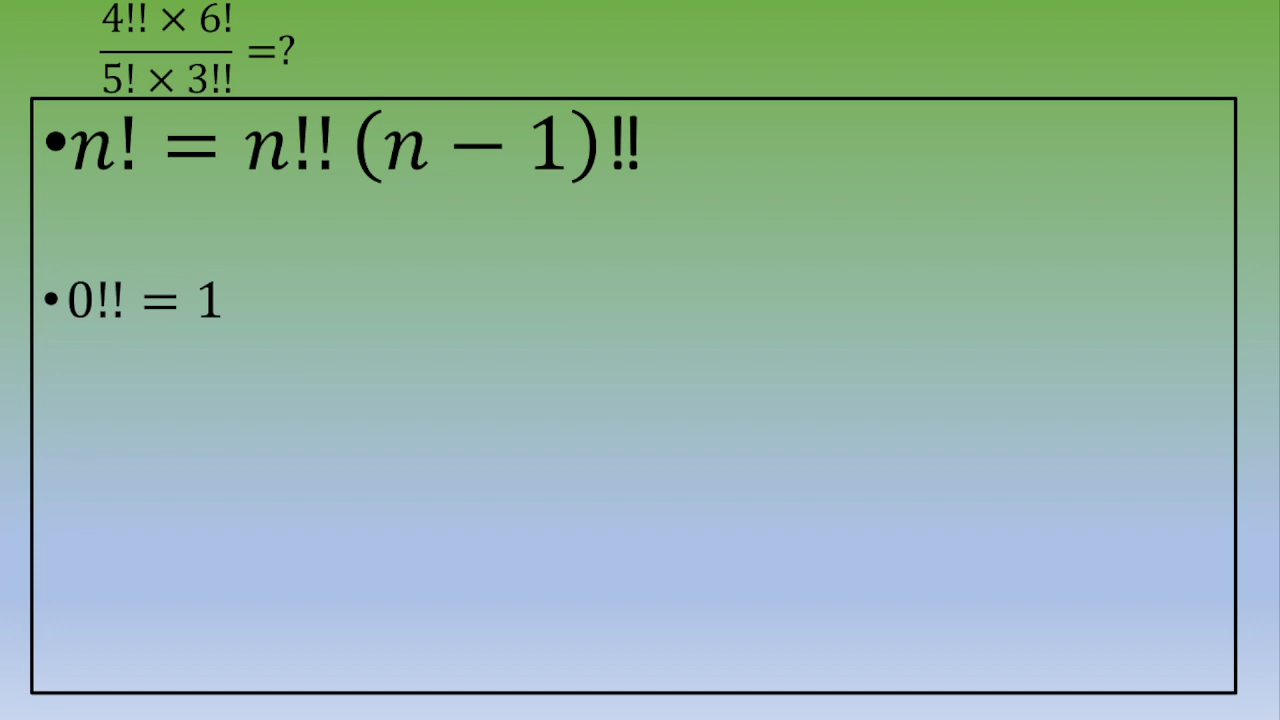 4!! × 6!
5! × 3!!
=?
•n! = n!! (n − 1)!!
•0!! = 1